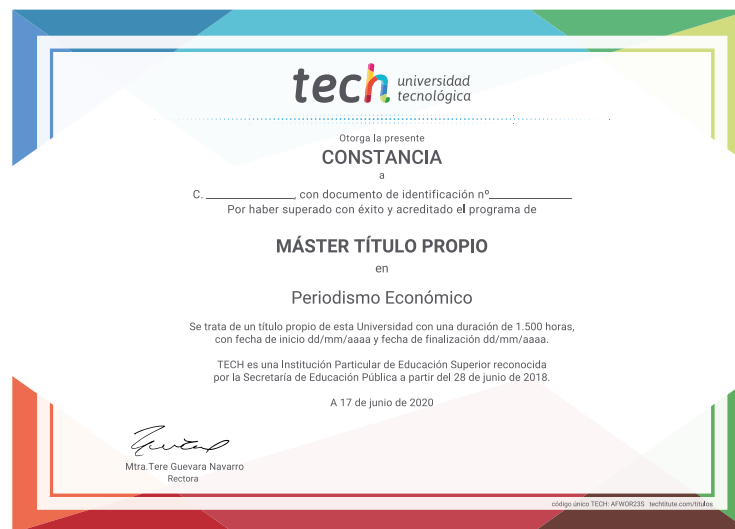 tech universidad
tecnológica
Otorga la presente
CONSTANCIA
a
C. ______________, con documento de identificación nº______________
Por haber superado con éxito y acreditado el programa de
MÁSTER TÍTULO PROPIO
en
Periodismo Económico
Se trata de un título propio de esta Universidad con una duración de 1.500 horas,
con fecha de inicio dd/mm/aaaa y fecha de finalización dd/mm/aaaa.
TECH es una Institución Particular de Educación Superior reconocida
por la Secretaría de Educación Pública a partir del 28 de junio de 2018.
A 17 de junio de 2020
Mtra.Tere Guevara Navarro
Rectora
código único TECH: AFWOR23S techtitute.com/titulos